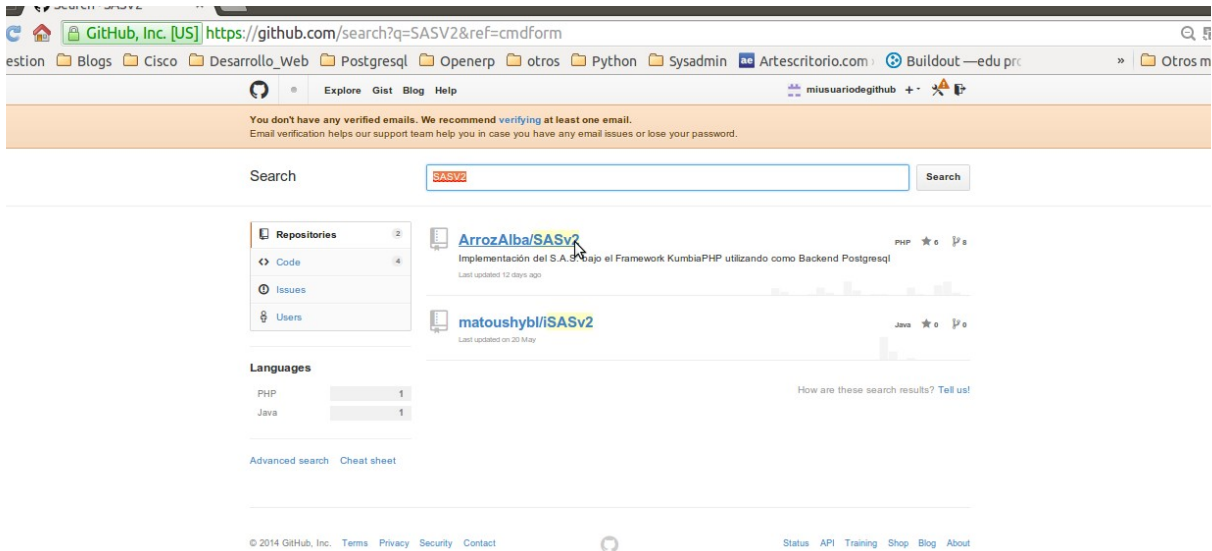 Search · SASV2
GitHub, Inc. [US] https://github.com/search?q=SASV2&ref=cmdform
estion Blogs Cisco Desarrollo_Web Postgresql Openerp otros Python Sysadmin ae Artescritorio.com Buildout —edu pro » Otros m
Explore Gist Blog Help miusuariodegithub
You don't have any verified emails. We recommend verifying at least one email.
Email verification helps our support team help you in case you have any email issues or lose your password.
Search SASV2 Search
Repositories 2
Code 4
Issues
Users
Languages
PHP 1
Java 1
Advanced search Cheat sheet
ArrozAlba/SASv2 PHP 6 8
Implementación del S.A.S. bajo el Framework KumbiaPHP utilizando como Backend Postgresql
Last updated 12 days ago
matoushybl/iSASv2 Java 0 0
Last updated on 20 May
How are these search results? Tell us!
© 2014 GitHub, Inc. Terms Privacy Security Contact Status API Training Shop Blog About